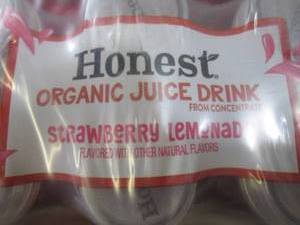 Honest
ORGANIC JUICE DRINK
FROM CONCENTRATE
STRAWBERRY LEMONAD
FLAVORED WITH OTHER NATURAL FLAVORS